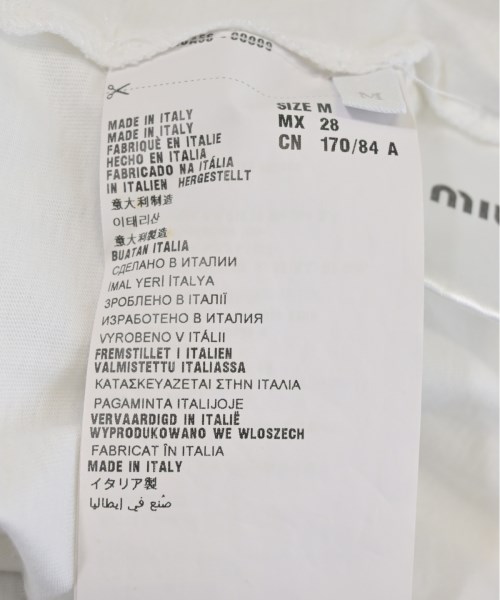 SIZE M
MX 28
CN 170/84 A
M
MADE IN ITALY
MADE IN ITALY
FABRIQUÉ EN ITALIE
HECHO EN ITALIA
FABRICADO NA ITÁLIA
IN ITALIEN HERGESTELLT
意大利制造
이태리산
意大利製造
BUATAN ITALIA
СДЕЛАНО В ИТАЛИИ
İMAL YERİ İTALYA
ЗРОБЛЕНО В ІТАЛІЇ
ИЗРАБОТЕНО В ИТАЛИЯ
VYROBENO V ITÁLII
FREMSTILLET I ITALIEN
VALMISTETTU ITALIASSA
ΚΑΤΑΣΚΕΥΑΖΕΤΑΙ ΣΤΗΝ ΙΤΑΛΙΑ
PAGAMINTA ITALIJOJE
VERVAARDIGD IN ITALIË
WYPRODUKOWANO WE WLOSZECH
FABRICAT ÎN ITALIA
MADE IN ITALY
イタリア製
صُنع في إيطاليا